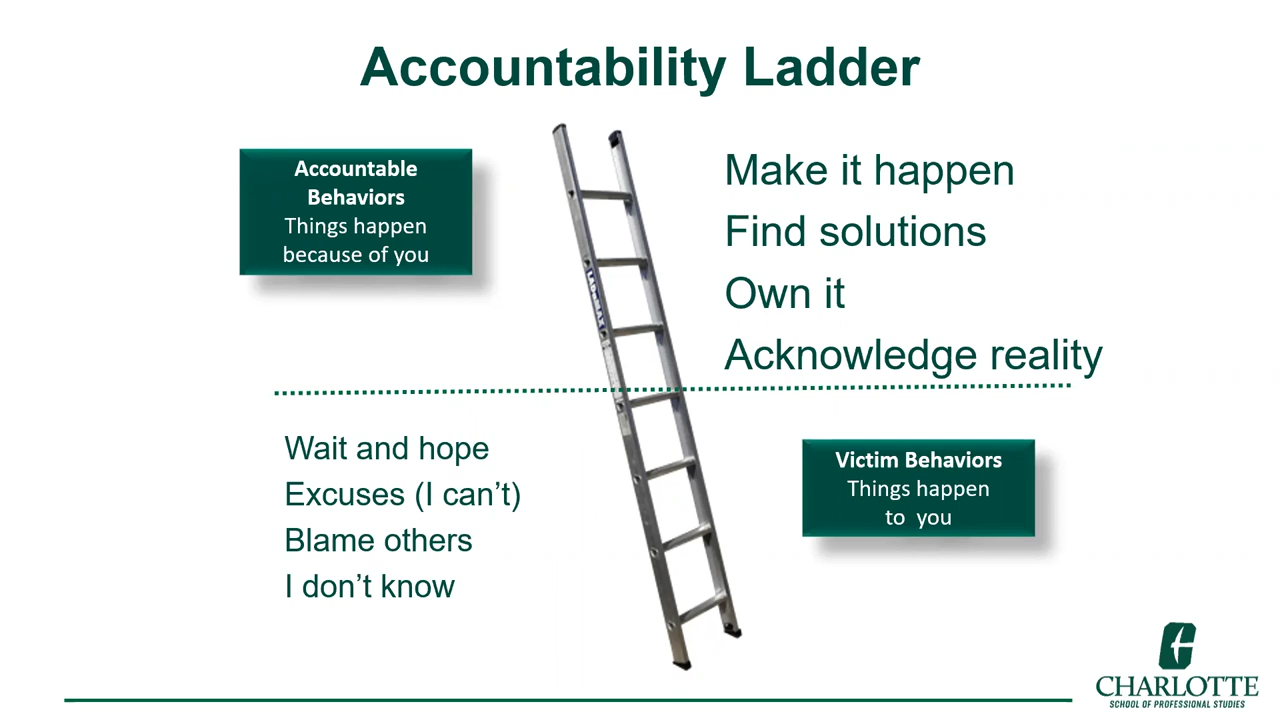 Accountability Ladder
Accountable
Behaviors
Things happen
because of you
Make it happen
Find solutions
Own it
Acknowledge reality
LADnMAX
Wait and hope
Excuses (I can’t)
Blame others
I don’t know
Victim Behaviors
Things happen
to you
CHARLOTTE
SCHOOL OF PROFESSIONAL STUDIES